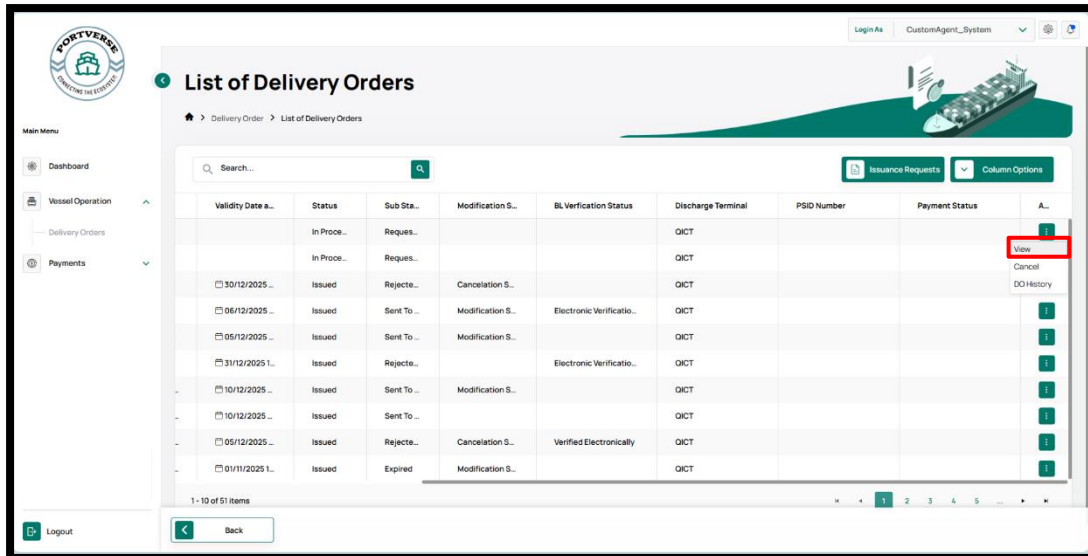 PORTVERSE
CONNECTING THE ECOSYSTEM
Login As CustomAgent_System
List of Delivery Orders
Delivery Order > List of Delivery Orders
Main Menu
Dashboard
Vessel Operation
Delivery Orders
Payments
Logout
Search...
Issuance Requests
Column Options
Validity Date a... Status Sub Sta... Modification S... BL Verfication Status Discharge Terminal PSID Number Payment Status A...
In Proce... Reques... QICT
In Proce... Reques... QICT
30/12/2025 ... Issued Rejecte... Cancelation S... QICT
06/12/2025 ... Issued Sent To ... Modification S... Electronic Verificatio... QICT
05/12/2025 ... Issued Sent To ... Modification S... QICT
31/12/2025 1... Issued Rejecte... Electronic Verificatio... QICT
10/12/2025 ... Issued Sent To ... Modification S... QICT
10/12/2025 ... Issued Sent To ... QICT
05/12/2025 ... Issued Rejecte... Cancelation S... Verified Electronically QICT
01/11/2025 1... Issued Expired Modification S... QICT
View
Cancel
DO History
1 - 10 of 51 items
1 2 3 4 5 ...
Back